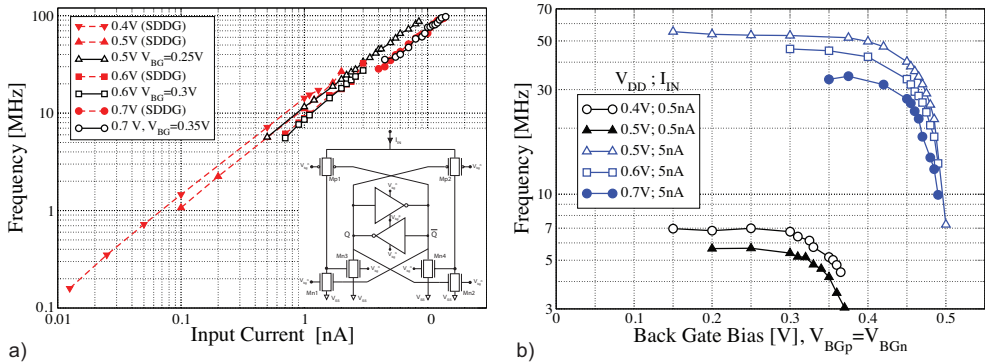 100
10
1
0.1
Frequency [MHz]
0.4V (SDDG)
0.5V (SDDG)
0.5V V_BG=0.25V
0.6V (SDDG)
0.6V V_BG=0.3V
0.7V (SDDG)
0.7 V, V_BG=0.35V
I_IN
Mp1
Mp2
Q
Q̅
Mn3
Mn4
Mn1
Mn2
0.01
0.1
1
0
Input Current [nA]
a)
70
50
30
10
7
5
3
Frequency [MHz]
V_DD ; I_IN
0.4V; 0.5nA
0.5V; 0.5nA
0.5V; 5nA
0.6V; 5nA
0.7V; 5nA
0
0.1
0.2
0.3
0.4
0.5
Back Gate Bias [V], V_BGp=V_BGn
b)